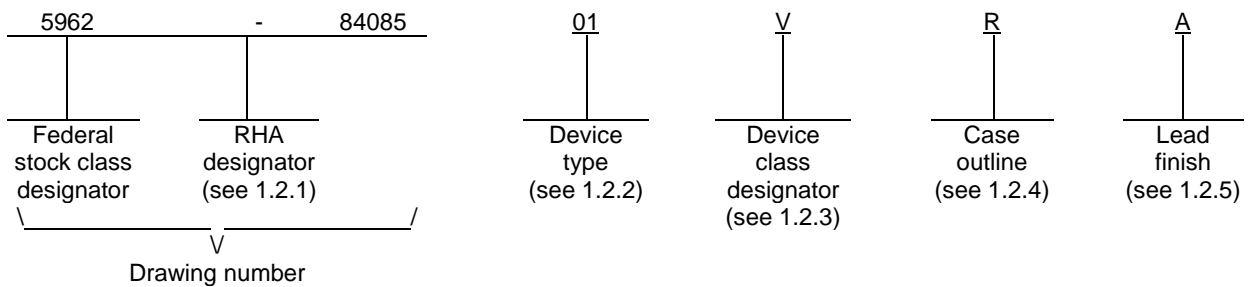 5962 - 84085 01 V R A
Federal stock class designator
RHA designator (see 1.2.1)
Device type (see 1.2.2)
Device class designator (see 1.2.3)
Case outline (see 1.2.4)
Lead finish (see 1.2.5)
\ /
\/
Drawing number